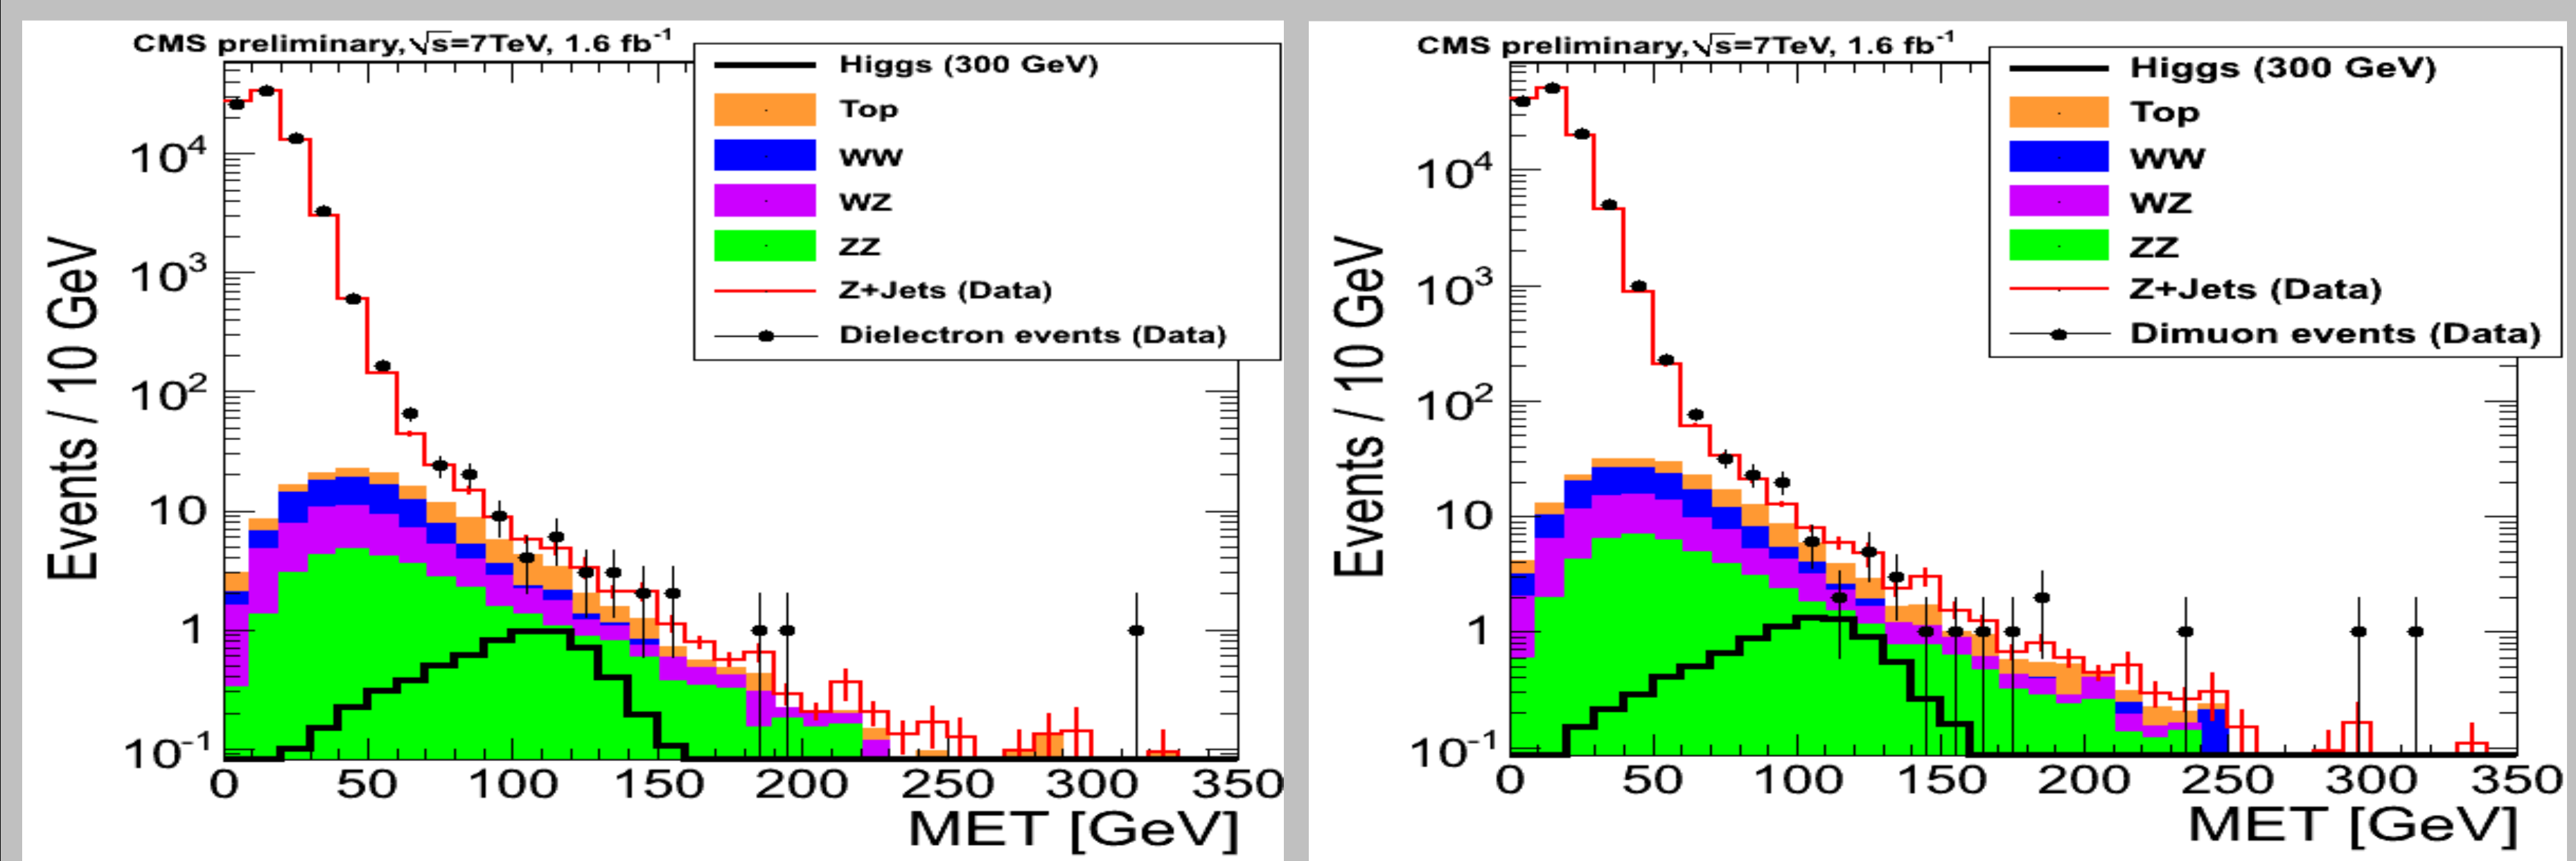 CMS preliminary,√s=7TeV, 1.6 fb⁻¹
Higgs (300 GeV)
Top
WW
WZ
ZZ
Z+Jets (Data)
Dielectron events (Data)
Events / 10 GeV
10⁴
10³
10²
10
1
10⁻¹
0 50 100 150 200 250 300 350
MET [GeV]
CMS preliminary,√s=7TeV, 1.6 fb⁻¹
Higgs (300 GeV)
Top
WW
WZ
ZZ
Z+Jets (Data)
Dimuon events (Data)
Events / 10 GeV
10⁴
10³
10²
10
1
10⁻¹
0 50 100 150 200 250 300 350
MET [GeV]